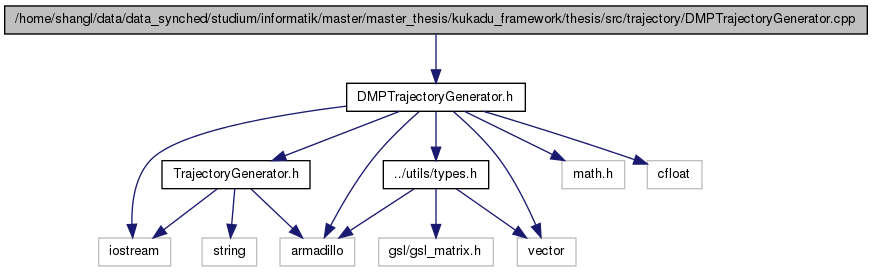 /home/shangl/data/data_synched/studium/informatik/master/master_thesis/kukadu_framework/thesis/src/trajectory/DMPTrajectoryGenerator.cpp
DMPTrajectoryGenerator.h
TrajectoryGenerator.h
../utils/types.h
math.h
cfloat
iostream
string
armadillo
gsl/gsl_matrix.h
vector